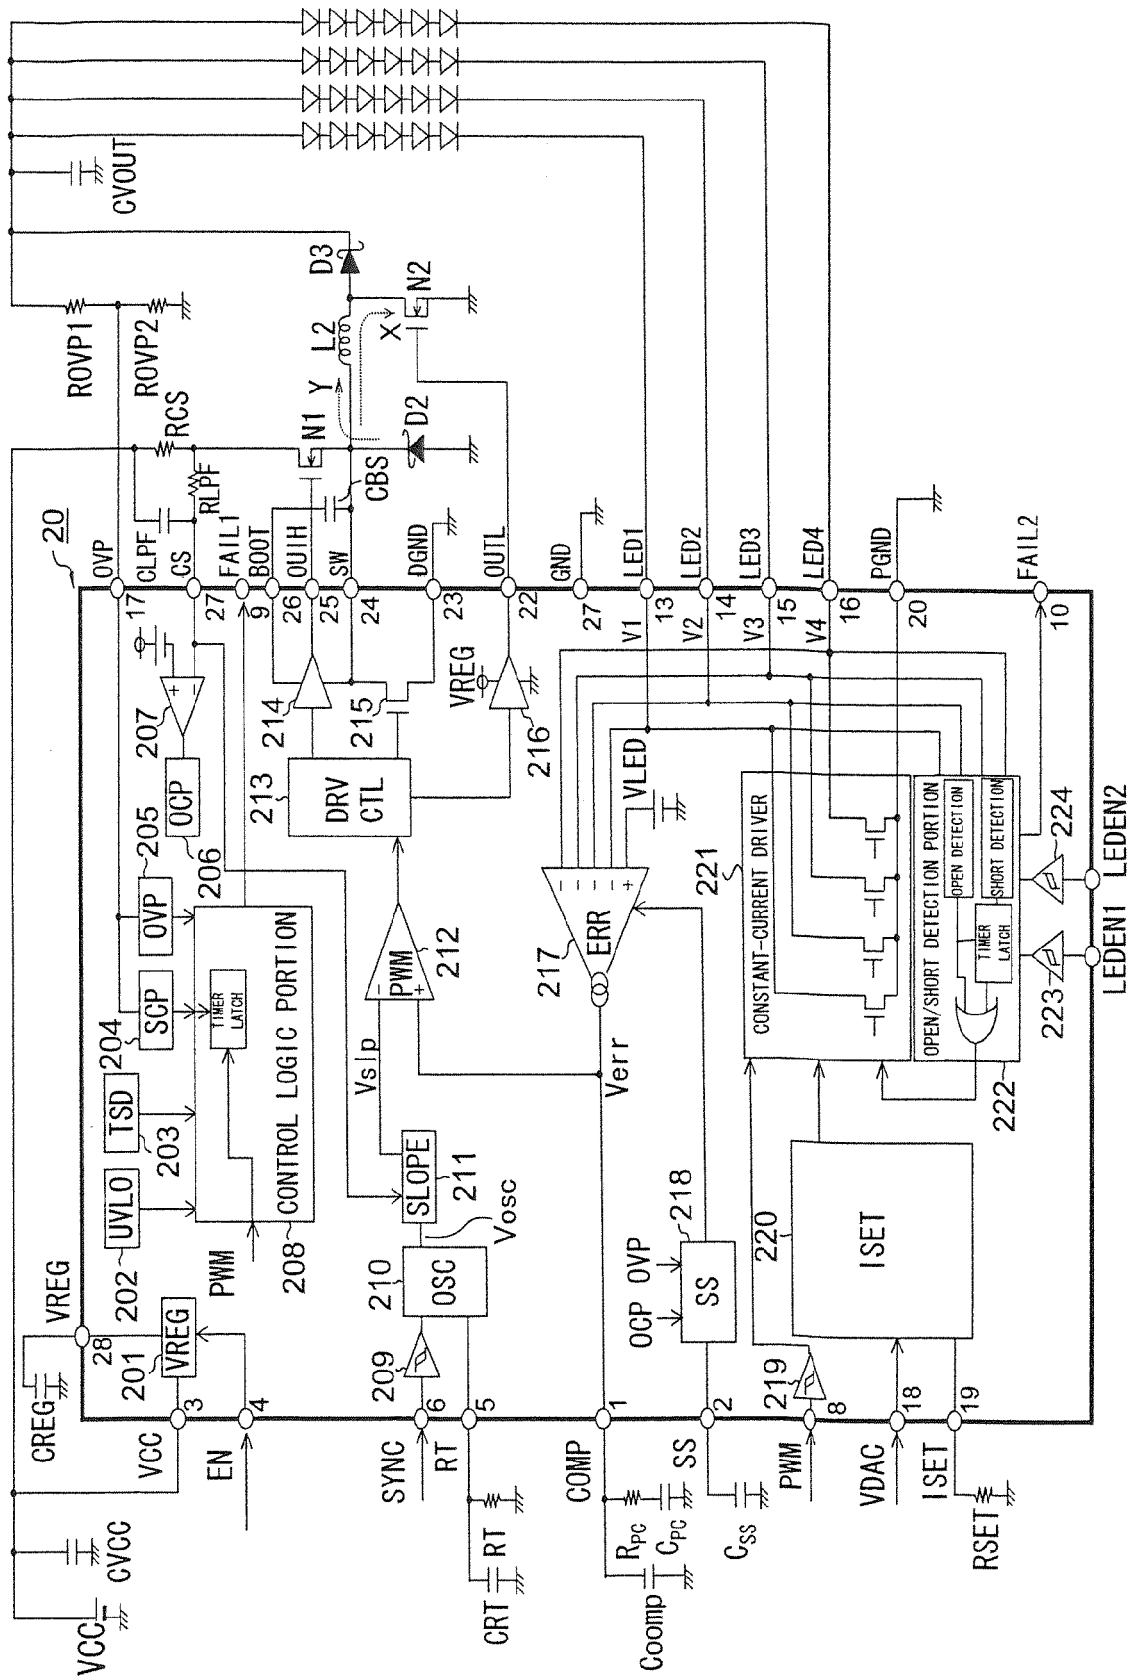 VCC
CVCC
CREG
VREG
28
VCC
3
201
VREG
EN
4
202
UVLO
203
TSD
204
SCP
205
OVP
206
OCP
207
PWM
208
CONTROL LOGIC PORTION
TIMER
LATCH
20
OVP
17
CLPF
CS
27
FAIL1
9
BOOT
26
OUIH
25
SW
24
DGND
23
OUTL
22
GND
27
LED1
13
LED2
14
LED3
15
LED4
16
PGND
20
FAIL2
10
ROVP1
ROVP2
RCS
RLPF
N1
CBS
D2
Y
X
L2
D3
N2
CVOUT
SYNC
6
RT
5
CRT
RT
209
210
OSC
Vosc
SLOPE
211
Vslp
PWM
212
213
DRV
CTL
214
215
VREG
216
COMP
1
Coomp
RPC
CPC
Verr
217
ERR
VLED
V1
V2
V3
V4
SS
2
CSS
OCP
OVP
SS
218
PWM
8
219
VDAC
18
ISET
19
RSET
220
ISET
221
CONSTANT-CURRENT DRIVER
222
OPEN/SHORT DETECTION PORTION
OPEN DETECTION
SHORT DETECTION
TIMER
LATCH
223
224
LEDEN1
LEDEN2